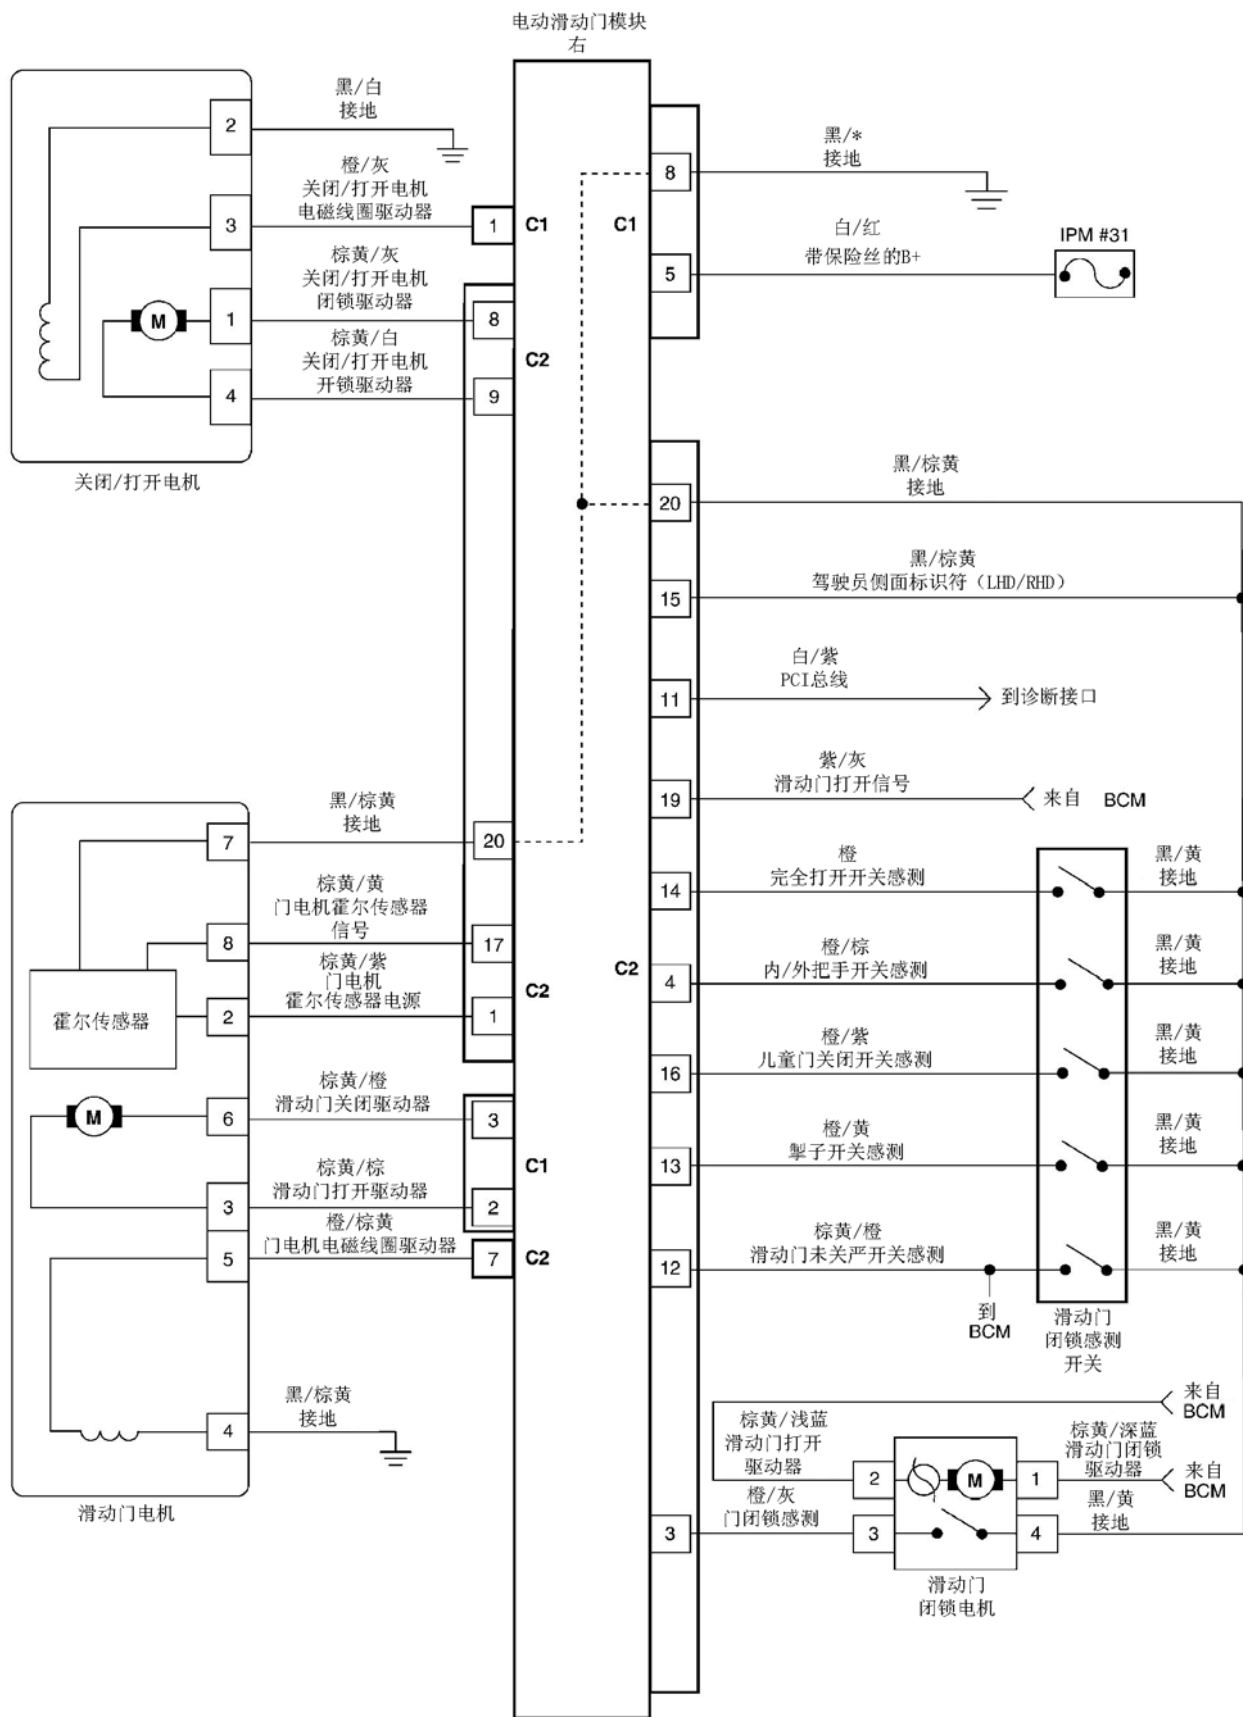 电动滑动门模块
右
黑/白
接地
2
橙/灰
关闭/打开电机
电磁线圈驱动器
3
1
C1
棕黄/灰
关闭/打开电机
闭锁驱动器
M
1
8
C2
棕黄/白
关闭/打开电机
开锁驱动器
4
9
关闭/打开电机
黑/*
接地
8
C1
白/红
带保险丝的B+
5
IPM #31
黑/棕黄
接地
20
黑/棕黄
驾驶员侧面标识符（LHD/RHD）
15
白/紫
PCI总线
11
到诊断接口
紫/灰
滑动门打开信号
19
来自 BCM
橙
完全打开开关感测
14
黑/黄
接地
橙/棕
内/外把手开关感测
C2
4
黑/黄
接地
橙/紫
儿童门关闭开关感测
16
黑/黄
接地
橙/黄
掣子开关感测
13
黑/黄
接地
棕黄/橙
滑动门未关严开关感测
12
黑/黄
接地
到
BCM
滑动门
闭锁感测
开关
黑/棕黄
接地
7
20
棕黄/黄
门电机霍尔传感器
信号
8
17
棕黄/紫
门电机
霍尔传感器电源
霍尔传感器
2
1
C2
棕黄/橙
滑动门关闭驱动器
M
6
3
C1
棕黄/棕
滑动门打开驱动器
3
2
橙/棕黄
门电机电磁线圈驱动器
5
7
C2
黑/棕黄
接地
4
滑动门电机
来自
BCM
棕黄/浅蓝
滑动门打开
驱动器
2
M
1
棕黄/深蓝
滑动门闭锁
驱动器
来自
BCM
橙/灰
门闭锁感测
3
3
4
黑/黄
接地
滑动门
闭锁电机